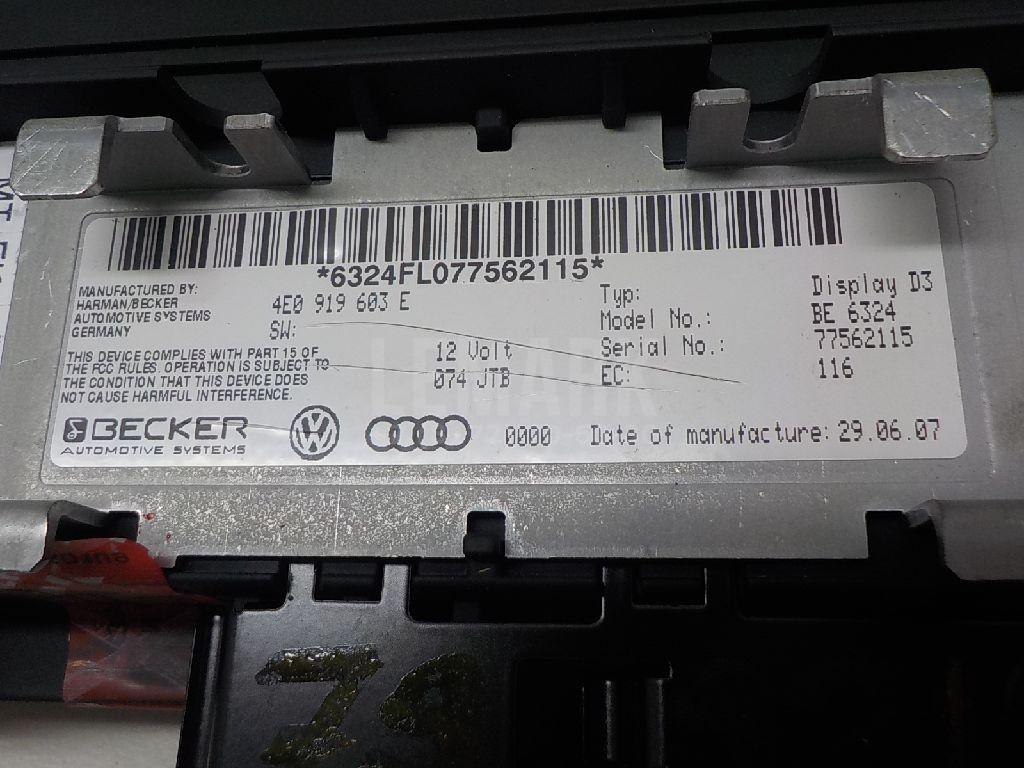 *6324FL077562115*
MANUFACTURED BY:
HARMAN/BECKER
AUTOMOTIVE SYSTEMS
GERMANY
4E0 919 603 E
SW:
Typ: Display D3
Model No.: BE 6324
Serial No.: 77562115
EC: 116
12 Volt
074 JTB
THIS DEVICE COMPLIES WITH PART 15 OF
THE FCC RULES. OPERATION IS SUBJECT TO
THE CONDITION THAT THIS DEVICE DOES
NOT CAUSE HARMFUL INTERFERENCE.
LEMARK
BECKER
AUTOMOTIVE SYSTEMS
0000 Date of manufacture: 29.06.07